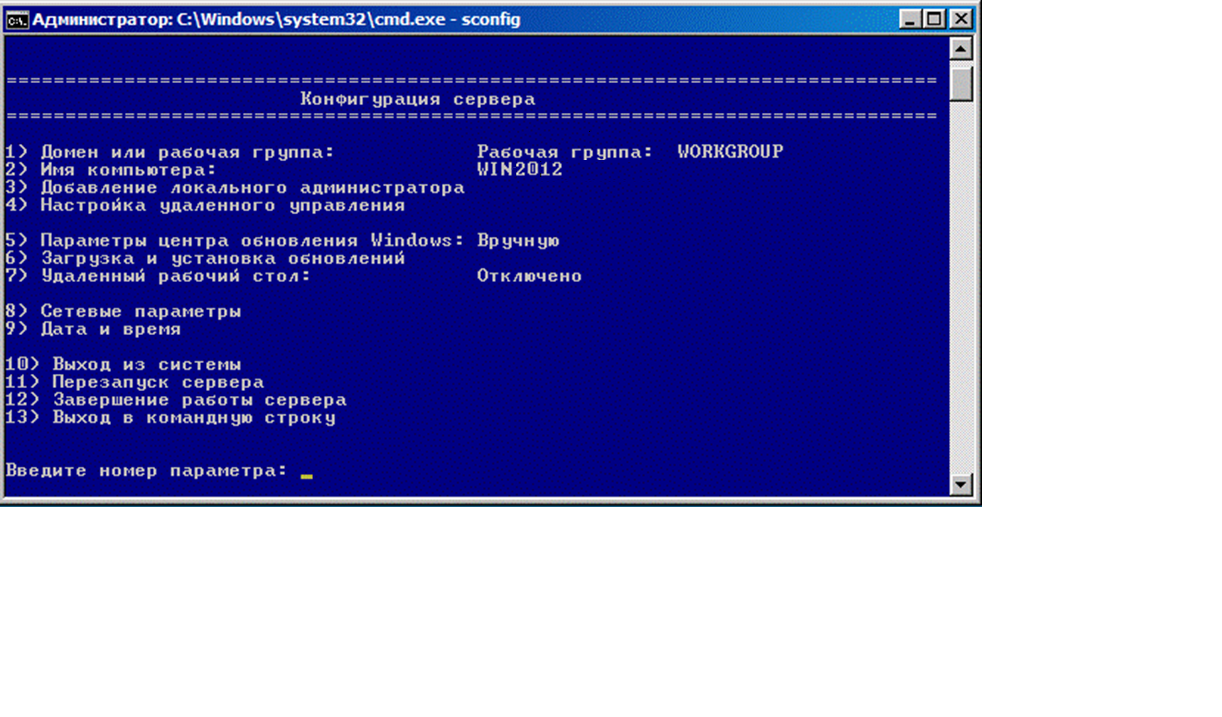 Администратор: C:\Windows\system32\cmd.exe - sconfig
===============================================================================
Конфигурация сервера
===============================================================================
1) Домен или рабочая группа: Рабочая группа: WORKGROUP
2) Имя компьютера: WIN2012
3) Добавление локального администратора
4) Настройка удаленного управления
5) Параметры центра обновления Windows: Вручную
6) Загрузка и установка обновлений
7) Удаленный рабочий стол: Отключено
8) Сетевые параметры
9) Дата и время
10) Выход из системы
11) Перезапуск сервера
12) Завершение работы сервера
13) Выход в командную строку
Введите номер параметра: _